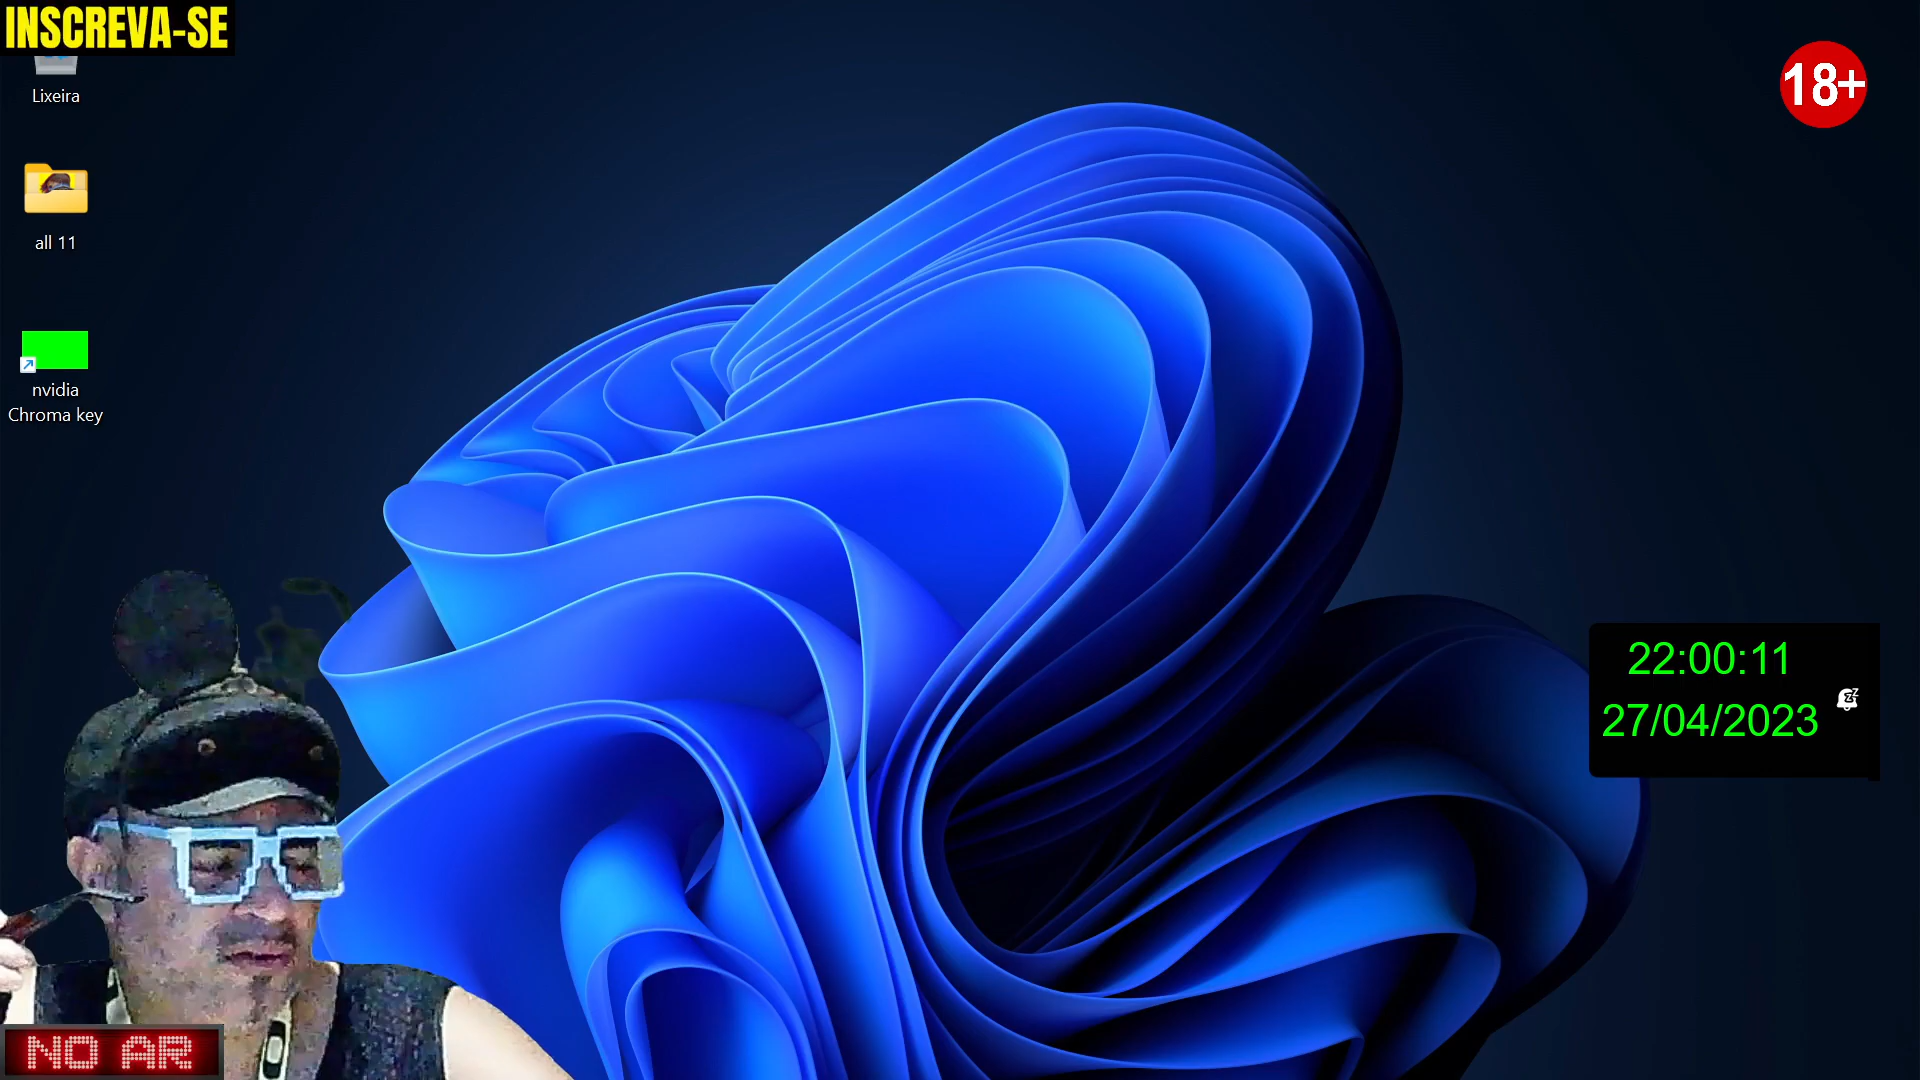 INSCREVA-SE
18+
Lixeira
all 11
nvidia
Chroma key
22:00:11
27/04/2023
NO AR